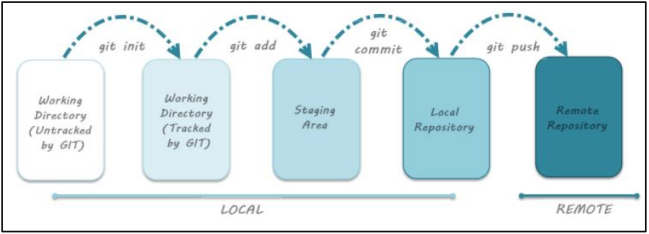 git init
git add
git
commit
git push
Working
Directory
(Untracked
by GIT)
Working
Directory
(Tracked
by GIT)
Staging
Area
Local
Repository
Remote
Repository
LOCAL
REMOTE